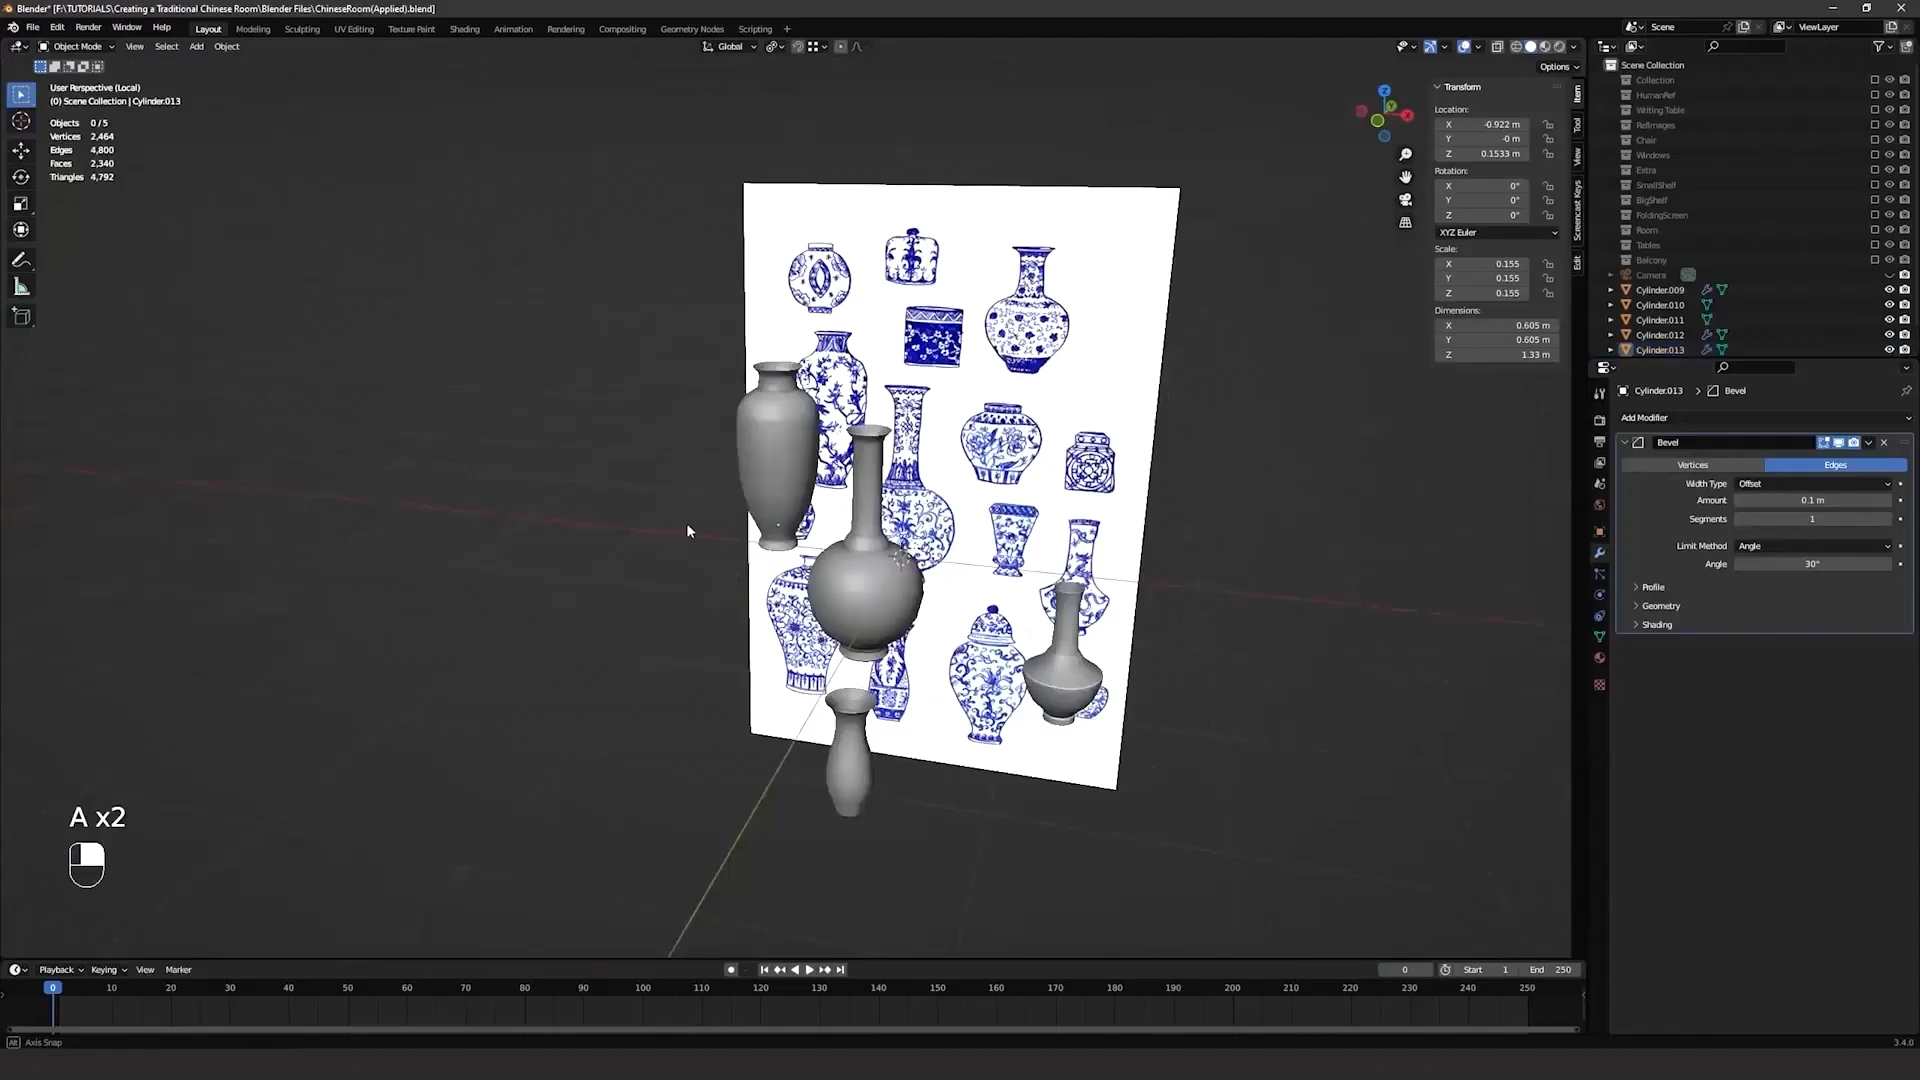 Blender* [F:\TUTORIALS\Creating a Traditional Chinese Room\Blender Files\ChineseRoom(Applied).blend]
File Edit Render Window Help Layout Modeling Sculpting UV Editing Texture Paint Shading Animation Rendering Compositing Geometry Nodes Scripting + Scene ViewLayer
Object Mode View Select Add Object Global
Options
User Perspective (Local)
(0) Scene Collection | Cylinder.013
Objects 0 / 5
Vertices 2,464
Edges 4,800
Faces 2,340
Triangles 4,792
Z
Y
X
Transform
Location:
X -0.922 m
Y -0 m
Z 0.1533 m
Rotation:
X 0°
Y 0°
Z 0°
XYZ Euler
Scale:
X 0.155
Y 0.155
Z 0.155
Dimensions:
X 0.605 m
Y 0.605 m
Z 1.33 m
Item
Tool
View
Screencast Keys
Edit
Scene Collection
Collection
HumanRef
Writing Table
RefImages
Chair
Windows
Extra
SmallShelf
BigShelf
FoldingScreen
Room
Tables
Balcony
Camera
Cylinder.009
Cylinder.010
Cylinder.011
Cylinder.012
Cylinder.013
Cylinder.013 > Bevel
Add Modifier
Bevel
Vertices Edges
Width Type Offset
Amount 0.1 m
Segments 1
Limit Method Angle
Angle 30°
Profile
Geometry
Shading
A x2
Playback Keying View Marker 0 Start 1 End 250
0 10 20 30 40 50 60 70 80 90 100 110 120 130 140 150 160 170 180 190 200 210 220 230 240 250
Alt Axis Snap 3.4.0